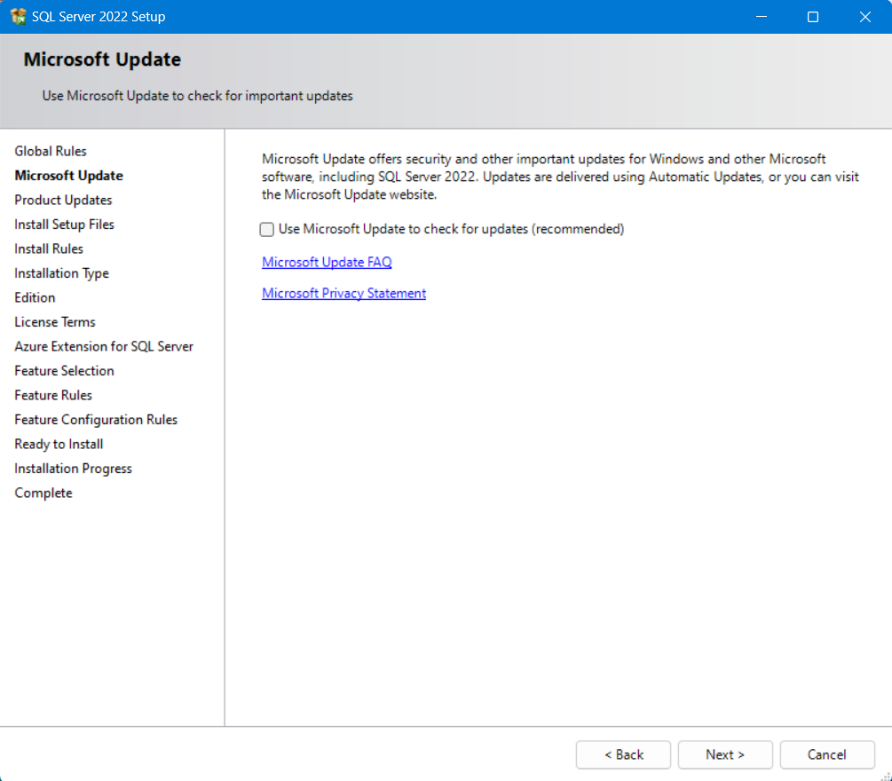 SQL Server 2022 Setup
Microsoft Update
Use Microsoft Update to check for important updates
Global Rules
Microsoft Update
Product Updates
Install Setup Files
Install Rules
Installation Type
Edition
License Terms
Azure Extension for SQL Server
Feature Selection
Feature Rules
Feature Configuration Rules
Ready to Install
Installation Progress
Complete
Microsoft Update offers security and other important updates for Windows and other Microsoft
software, including SQL Server 2022. Updates are delivered using Automatic Updates, or you can visit
the Microsoft Update website.
Use Microsoft Update to check for updates (recommended)
Microsoft Update FAQ
Microsoft Privacy Statement
< Back
Next >
Cancel